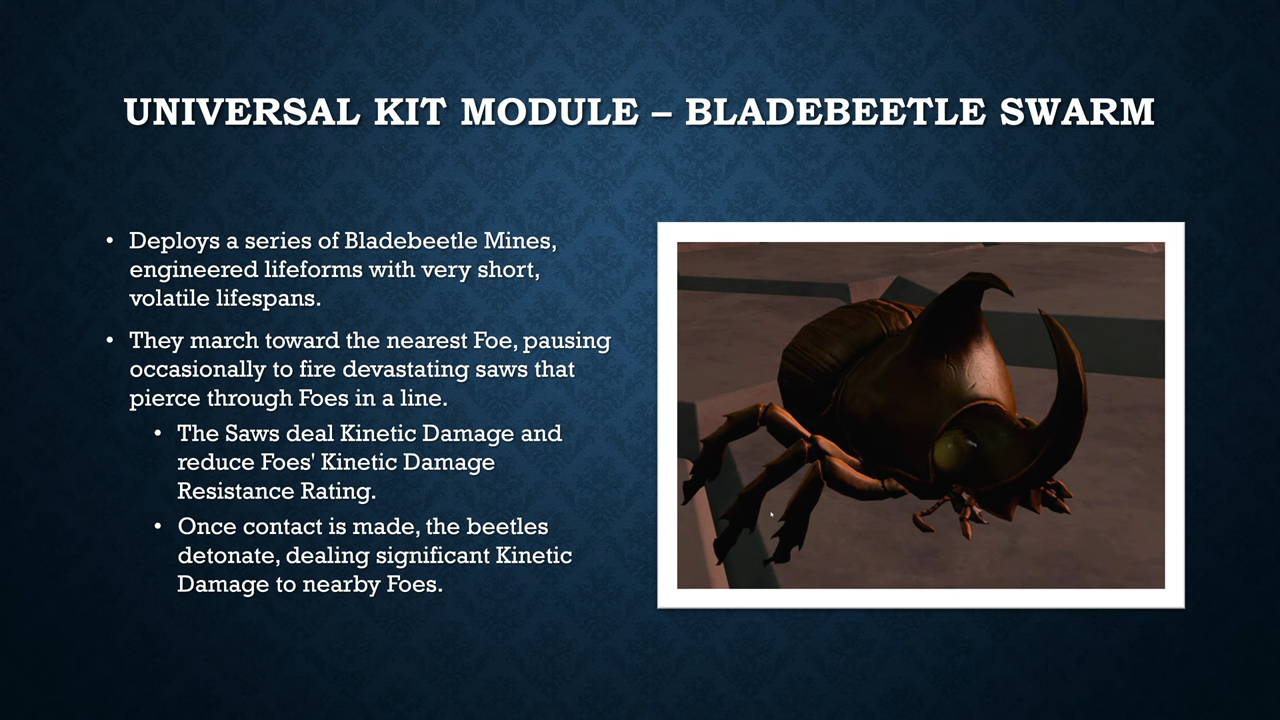 UNIVERSAL KIT MODULE – BLADEBEETLE SWARM
• Deploys a series of Bladebeetle Mines,
engineered lifeforms with very short,
volatile lifespans.
• They march toward the nearest Foe, pausing
occasionally to fire devastating saws that
pierce through Foes in a line.
• The Saws deal Kinetic Damage and
reduce Foes' Kinetic Damage
Resistance Rating.
• Once contact is made, the beetles
detonate, dealing significant Kinetic
Damage to nearby Foes.